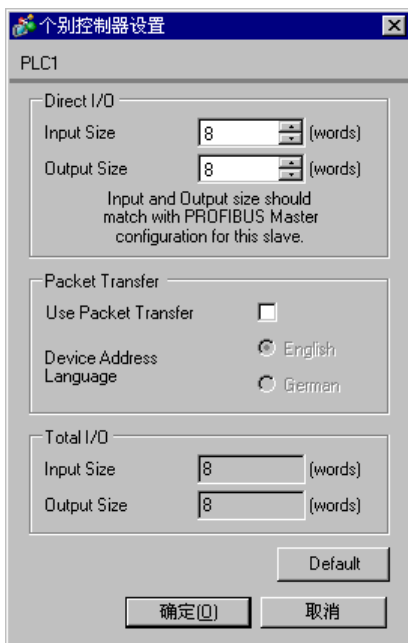 个别控制器设置
PLC1
Direct I/O
Input Size 8 (words)
Output Size 8 (words)
Input and Output size should
match with PROFIBUS Master
configuration for this slave.
Packet Transfer
Use Packet Transfer
Device Address
Language
English
German
Total I/O
Input Size 8 (words)
Output Size 8 (words)
Default
确定(O) 取消